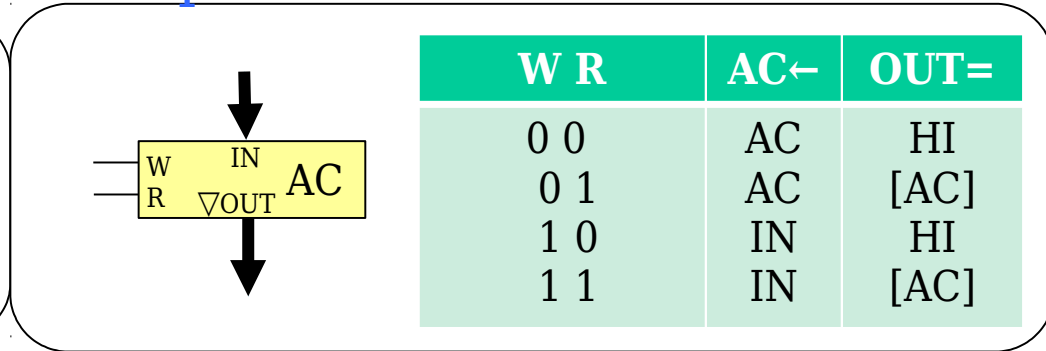 W R AC← OUT=
W IN AC
R ▽OUT
0 0 AC HI
0 1 AC [AC]
1 0 IN HI
1 1 IN [AC]